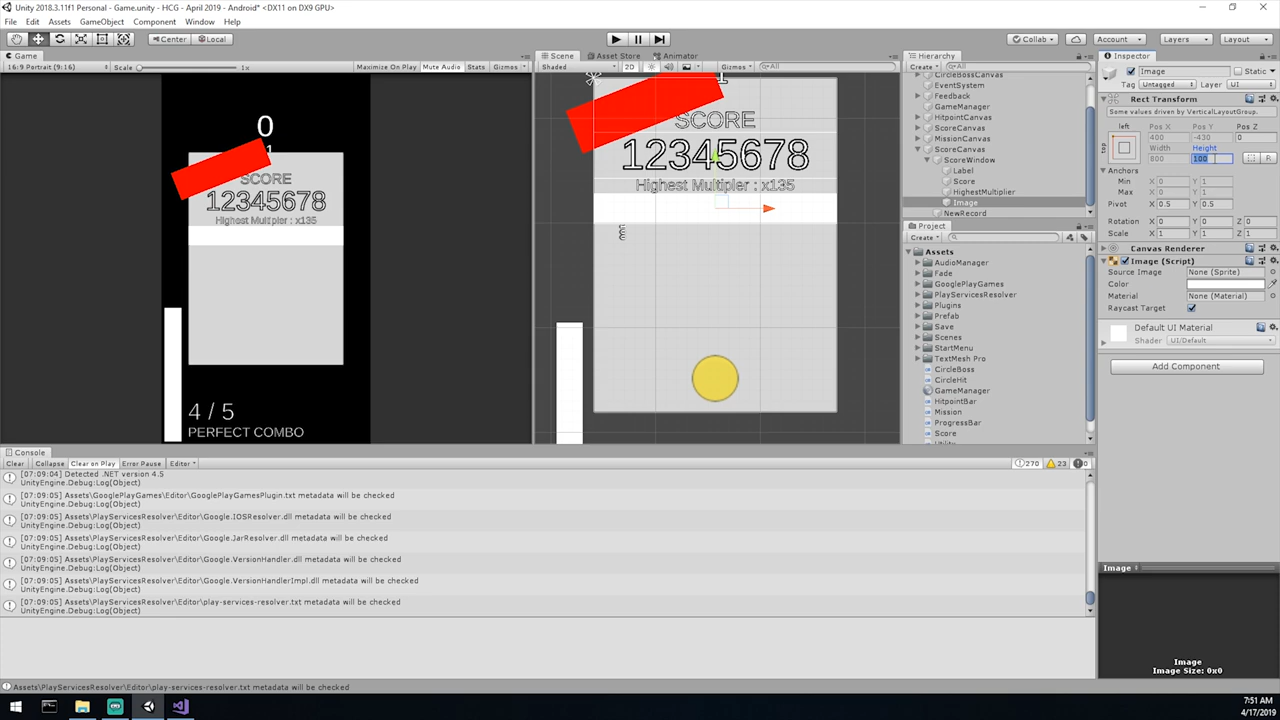 Unity 2018.3.11f1 Personal - Game.unity - HCG - April 2019 - Android* <DX11 on DX9 GPU>
File Edit Assets GameObject Component Window Help
Center Local Collab Account Layers Layout
Game
16:9 Portrait (9:16) Scale 1x Maximize On Play Mute Audio Stats Gizmos
0
1
SCORE
12345678
Highest Multipler : x135
4 / 5
PERFECT COMBO
Scene Asset Store Animator
Shaded 2D Gizmos All
1
SCORE
12345678
Highest Multipler : x135
Hierarchy
Create All
CircleBossCanvas
EventSystem
Feedback
GameManager
HitpointCanvas
MissionCanvas
ScoreCanvas
ScoreCanvas
ScoreWindow
Label
Score
HighestMultiplier
Image
NewRecord
Project
Create
Assets
AudioManager
Fade
GooglePlayGames
PlayServicesResolver
Plugins
Prefab
Save
Scenes
StartMenu
TextMesh Pro
CircleBoss
CircleHit
GameManager
HitpointBar
Mission
ProgressBar
Score
Utility
Inspector
Image Static
Tag Untagged Layer UI
Rect Transform
Some values driven by VerticalLayoutGroup.
left Pos X Pos Y Pos Z
top 400 -430 0
Width Height
800 100 R
Anchors
Min X 0 Y 1
Max X 0 Y 1
Pivot X 0.5 Y 0.5
Rotation X 0 Y 0 Z 0
Scale X 1 Y 1 Z 1
Canvas Renderer
Image (Script)
Source Image None (Sprite)
Color
Material None (Material)
Raycast Target
Default UI Material
Shader UI/Default
Add Component
Image
Image
Image Size: 0x0
Console
Clear Collapse Clear on Play Error Pause Editor 270 23 0
[07:09:04] Detected .NET version 4.5
UnityEngine.Debug:Log(Object)
[07:09:05] Assets\GooglePlayGames\Editor\GooglePlayGamesPlugin.txt metadata will be checked
UnityEngine.Debug:Log(Object)
[07:09:05] Assets\PlayServicesResolver\Editor\Google.IOSResolver.dll metadata will be checked
UnityEngine.Debug:Log(Object)
[07:09:05] Assets\PlayServicesResolver\Editor\Google.JarResolver.dll metadata will be checked
UnityEngine.Debug:Log(Object)
[07:09:05] Assets\PlayServicesResolver\Editor\Google.VersionHandler.dll metadata will be checked
UnityEngine.Debug:Log(Object)
[07:09:05] Assets\PlayServicesResolver\Editor\Google.VersionHandlerImpl.dll metadata will be checked
UnityEngine.Debug:Log(Object)
[07:09:05] Assets\PlayServicesResolver\Editor\play-services-resolver.txt metadata will be checked
UnityEngine.Debug:Log(Object)
Assets\PlayServicesResolver\Editor\play-services-resolver.txt metadata will be checked
7:51 AM
4/17/2019